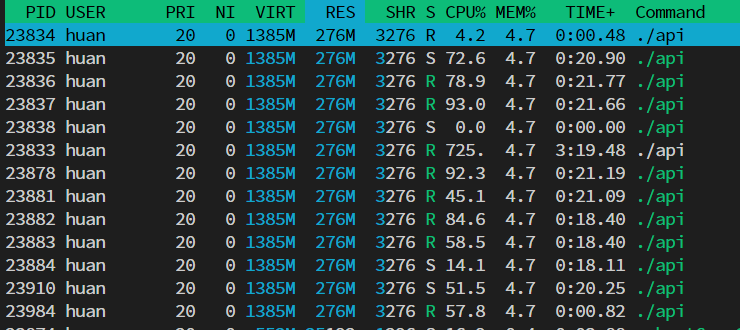 PID USER PRI NI VIRT RES SHR S CPU% MEM% TIME+ Command
23834 huan 20 0 1385M 276M 3276 R 4.2 4.7 0:00.48 ./api
23835 huan 20 0 1385M 276M 3276 S 72.6 4.7 0:20.90 ./api
23836 huan 20 0 1385M 276M 3276 R 78.9 4.7 0:21.77 ./api
23837 huan 20 0 1385M 276M 3276 R 93.0 4.7 0:21.66 ./api
23838 huan 20 0 1385M 276M 3276 S 0.0 4.7 0:00.00 ./api
23833 huan 20 0 1385M 276M 3276 R 725. 4.7 3:19.48 ./api
23878 huan 20 0 1385M 276M 3276 R 92.3 4.7 0:21.19 ./api
23881 huan 20 0 1385M 276M 3276 R 45.1 4.7 0:21.09 ./api
23882 huan 20 0 1385M 276M 3276 R 84.6 4.7 0:18.40 ./api
23883 huan 20 0 1385M 276M 3276 R 58.5 4.7 0:18.40 ./api
23884 huan 20 0 1385M 276M 3276 S 14.1 4.7 0:18.11 ./api
23910 huan 20 0 1385M 276M 3276 S 51.5 4.7 0:20.25 ./api
23984 huan 20 0 1385M 276M 3276 R 57.8 4.7 0:00.82 ./api